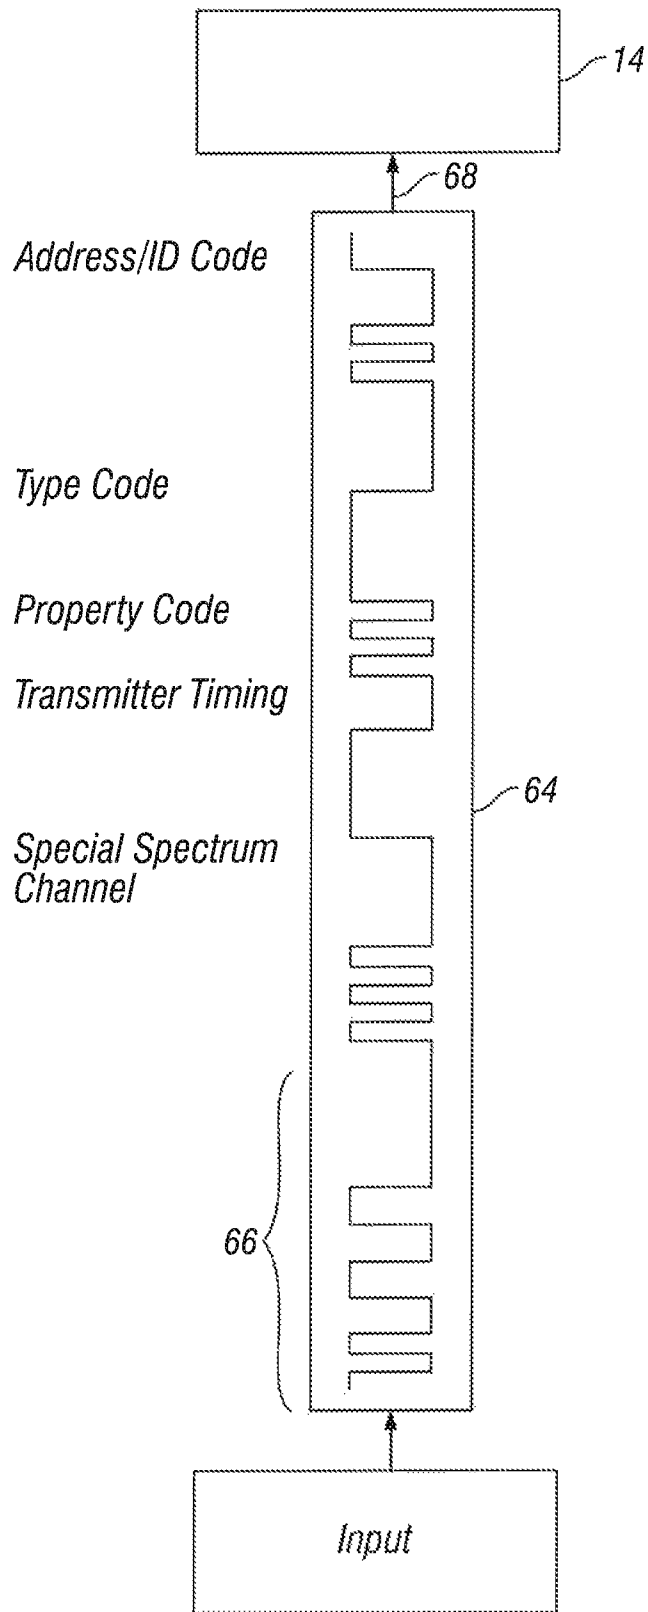 14
68
Address/ID Code
Type Code
Property Code
Transmitter Timing
64
Special Spectrum
Channel
66
Input